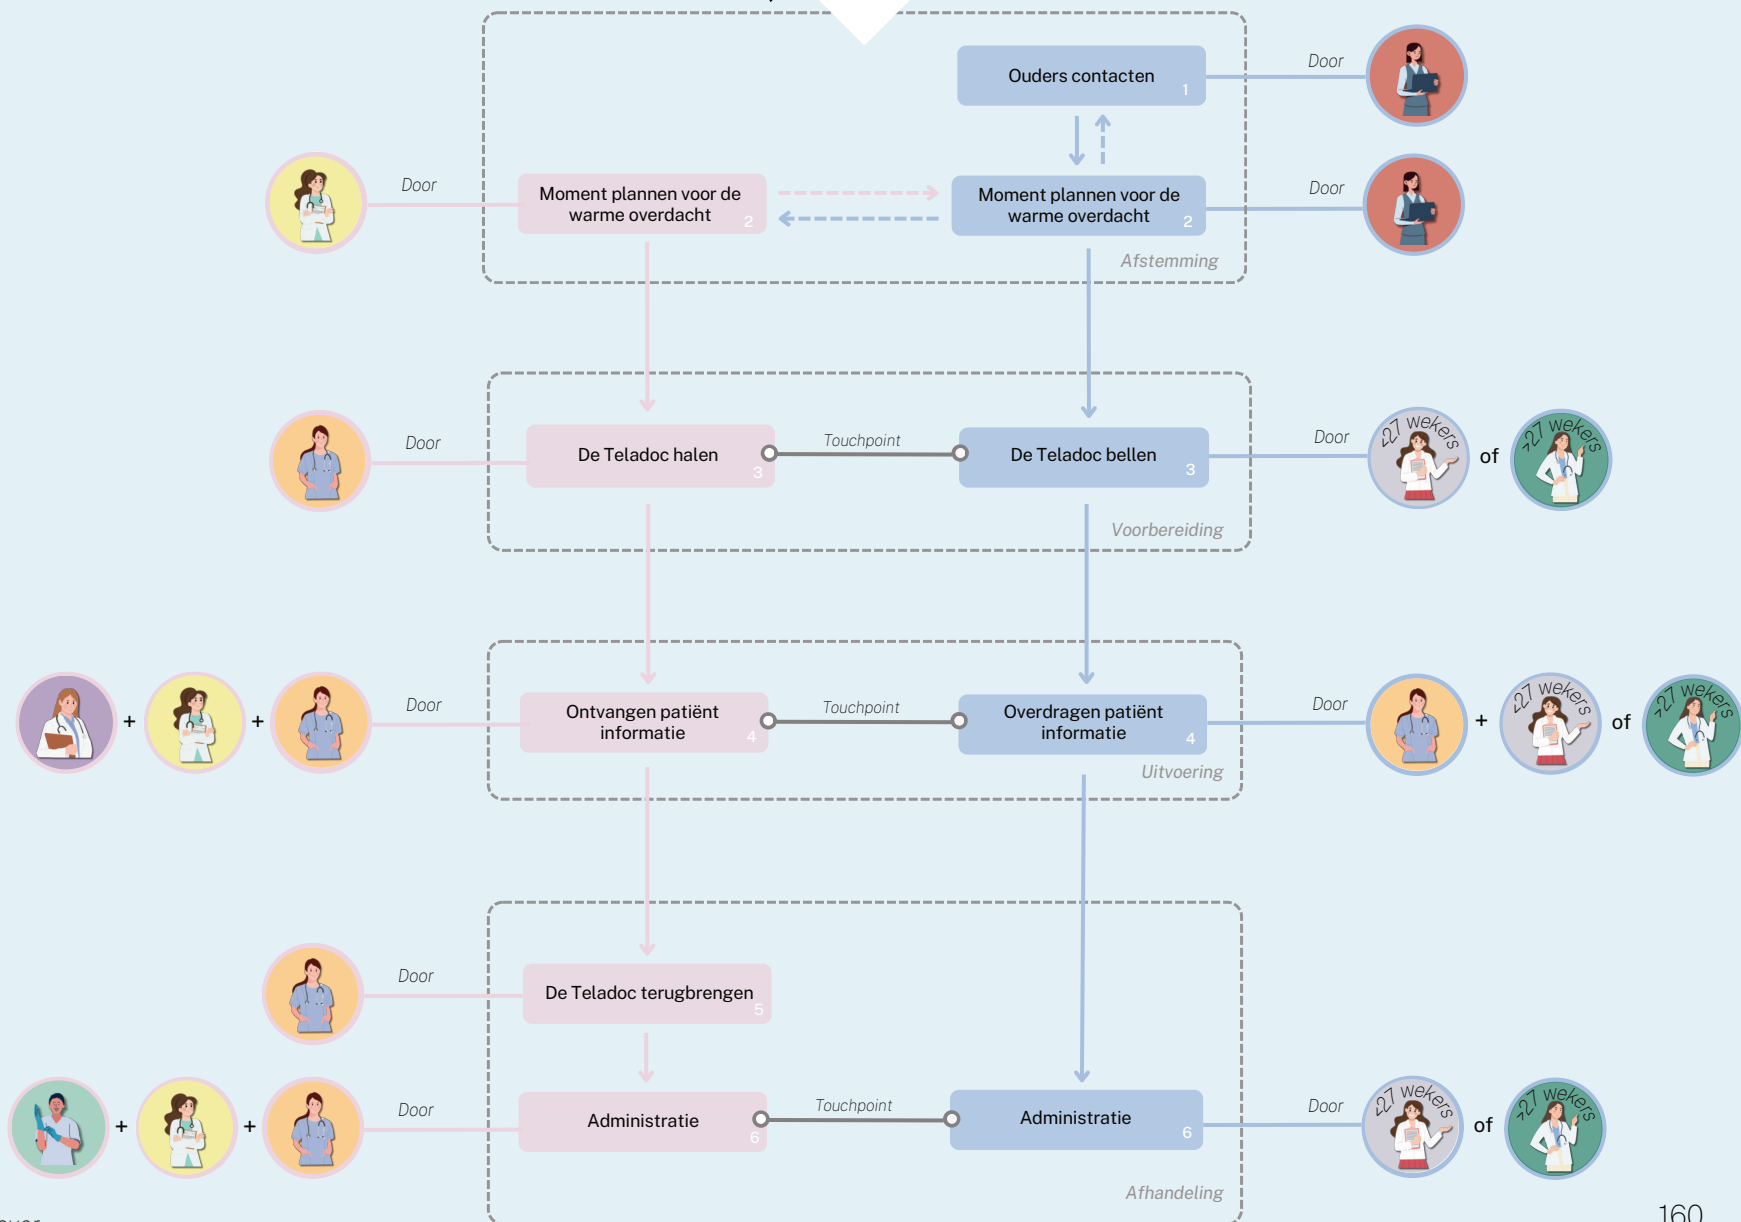 Ouders contacten
1
Door
Door
Moment plannen voor de
warme overdacht
2
Moment plannen voor de
warme overdacht
2
Door
Afstemming
Door
De Teladoc halen
3
Touchpoint
De Teladoc bellen
3
Door
<27 wekers
of
>27 wekers
Voorbereiding
+
+
Door
Ontvangen patiënt
informatie
4
Touchpoint
Overdragen patiënt
informatie
4
Door
+
<27 wekers
of
>27 wekers
Uitvoering
Door
De Teladoc terugbrengen
5
+
+
Door
Administratie
6
Touchpoint
Administratie
6
Door
<27 wekers
of
>27 wekers
Afhandeling
160